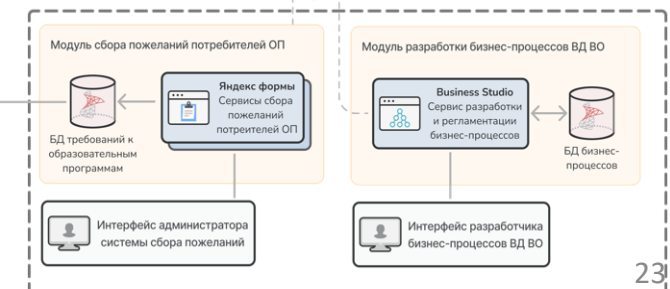 Модуль сбора пожеланий потребителей ОП
Яндекс формы
Сервисы сбора
пожеланий
потреителей ОП
БД требований к
образовательным
программам
Интерфейс администратора
системы сбора пожеланий
Модуль разработки бизнес-процессов ВД ВО
Business Studio
Сервис разработки
и регламентации
бизнес-процессов
БД бизнес-
процессов
Интерфейс разработчика
бизнес-процессов ВД ВО
23